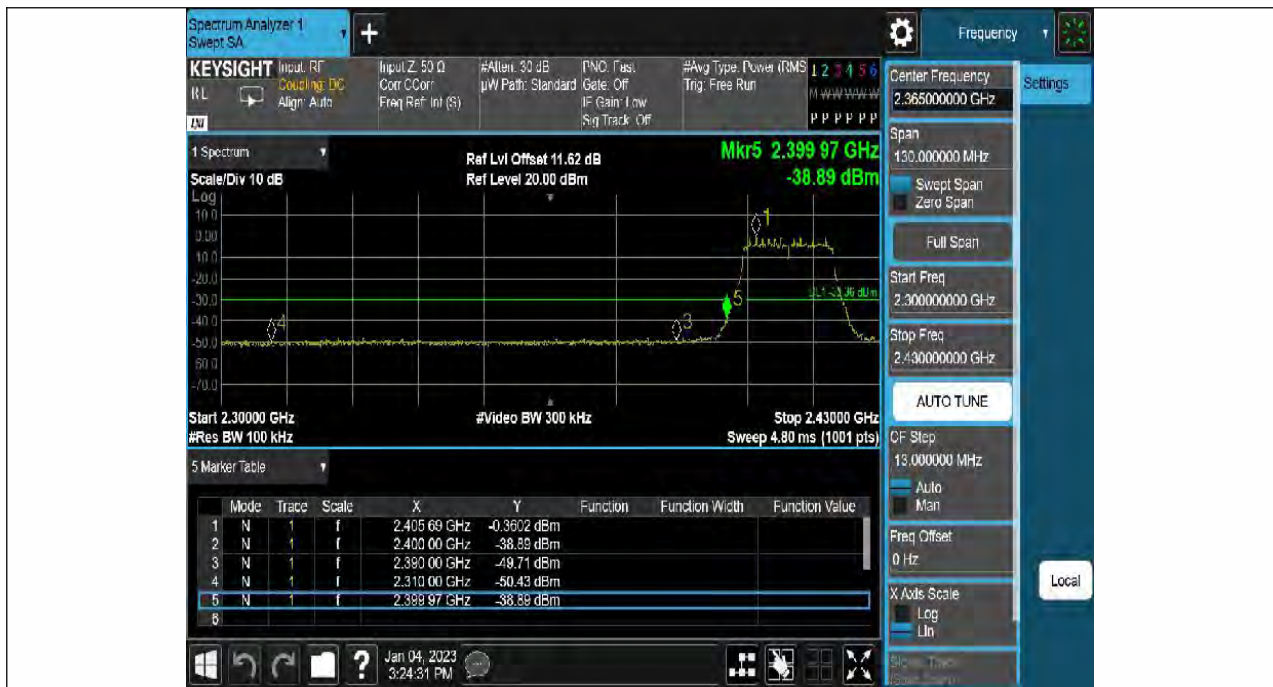 Spectrum Analyzer 1
Swept SA
+
Frequency
KEYSIGHT
RL
LXI
Input: RF
Coupling: DC
Align: Auto
Input Z: 50 Ω
Corr CCorr
Freq Ref: Int (S)
#Atten: 30 dB
µW Path: Standard
PNO: Fast
Gate: Off
IF Gain: Low
Sig Track: Off
#Avg Type: Power (RMS
Trig: Free Run
1 2 3 4 5 6
M W W W W W
P P P P P P
1 Spectrum
Scale/Div 10 dB
Ref Lvl Offset 11.62 dB
Ref Level 20.00 dBm
Mkr5 2.399 97 GHz
-38.89 dBm
Log
10.0
0.00
-10.0
-20.0
-30.0
-40.0
-50.0
-60.0
-70.0
1
5
3
4
Start 2.30000 GHz
#Video BW 300 kHz
Stop 2.43000 GHz
#Res BW 100 kHz
Sweep 4.80 ms (1001 pts)
5 Marker Table
Mode Trace Scale X Y Function Function Width Function Value
1 N 1 f 2.405 69 GHz -0.3602 dBm
2 N 1 f 2.400 00 GHz -38.89 dBm
3 N 1 f 2.390 00 GHz -49.71 dBm
4 N 1 f 2.310 00 GHz -50.43 dBm
5 N 1 f 2.399 97 GHz -38.89 dBm
6
Jan 04, 2023
3:24:31 PM
?
Center Frequency
2.365000000 GHz
Settings
Span
130.000000 MHz
Swept Span
Zero Span
Full Span
Start Freq
2.300000000 GHz
Stop Freq
2.430000000 GHz
AUTO TUNE
CF Step
13.000000 MHz
Auto
Man
Freq Offset
0 Hz
X Axis Scale
Log
Lin
Local